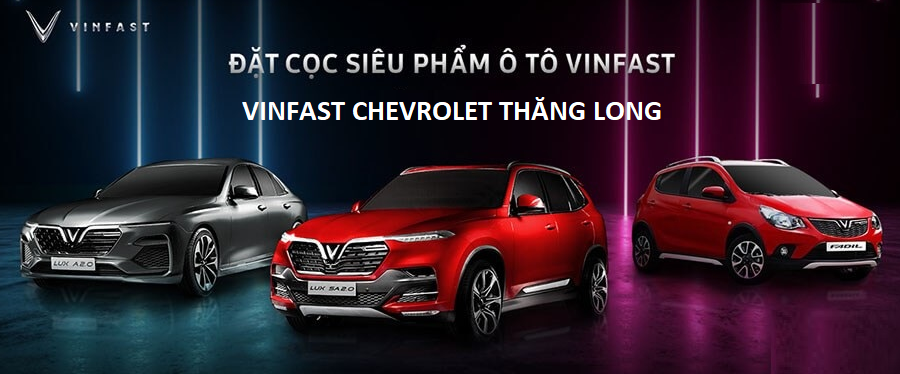 VINFAST
ĐẶT CỌC SIÊU PHẨM Ô TÔ VINFAST
VINFAST CHEVROLET THĂNG LONG
LUX A2.0
LUX SA2.0
FADIL